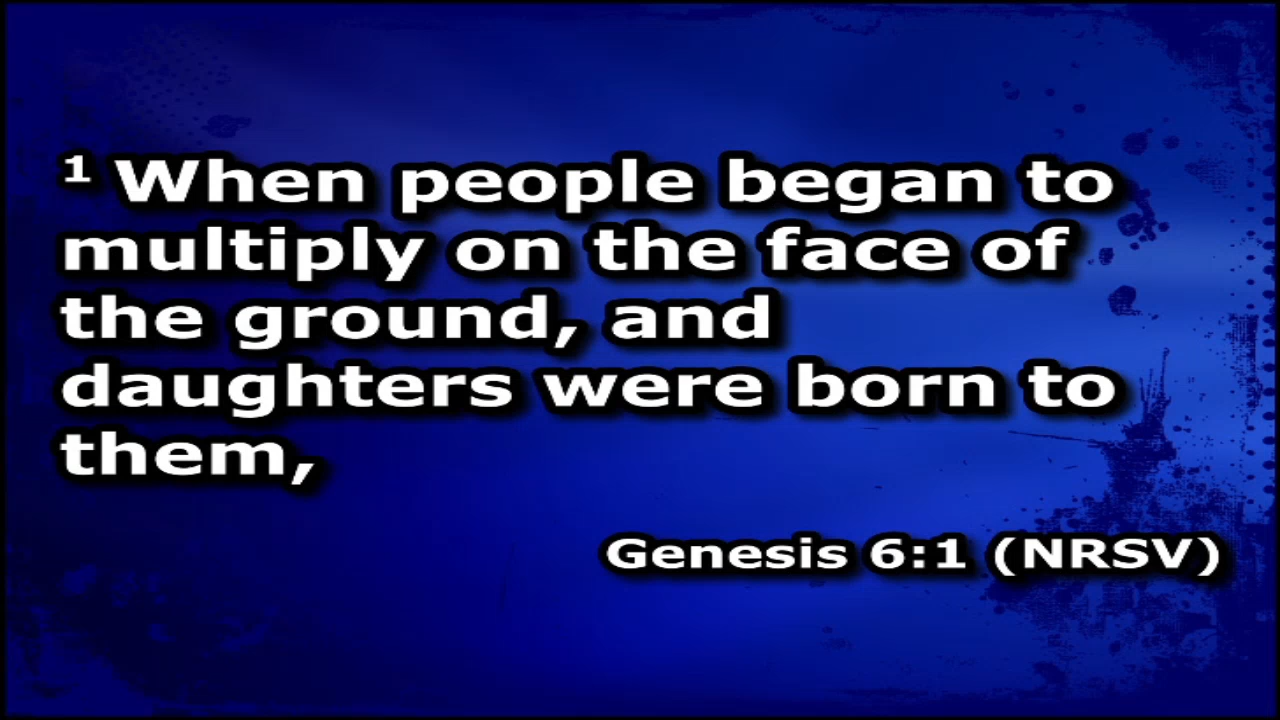 ¹ When people began to
multiply on the face of
the ground, and
daughters were born to
them,
Genesis 6:1 (NRSV)